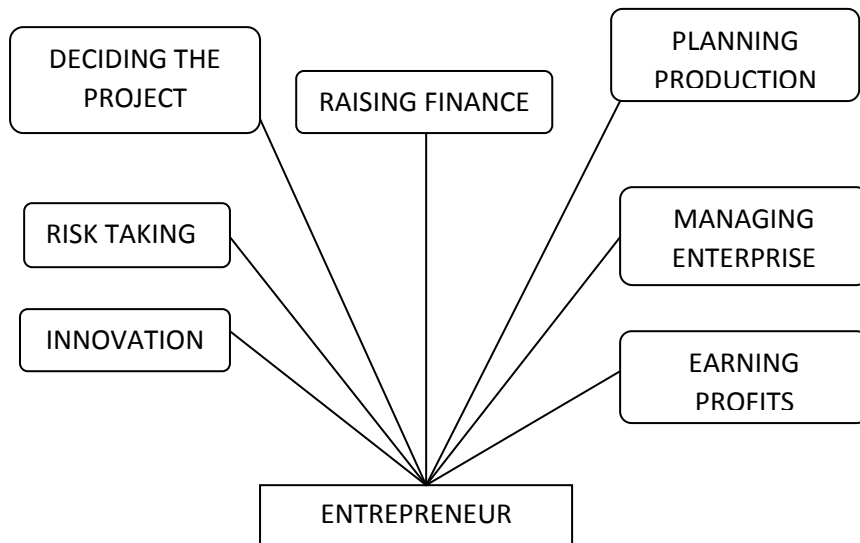 DECIDING THE
PROJECT
RAISING FINANCE
PLANNING
PRODUCTION
RISK TAKING
MANAGING
ENTERPRISE
INNOVATION
EARNING
PROFITS
ENTREPRENEUR